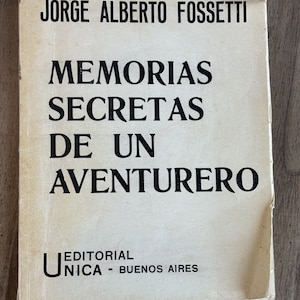 JORGE ALBERTO FOSSETTI
MEMORIAS
SECRETAS
DE UN
AVENTURERO
EDITORIAL
UNICA - BUENOS AIRES